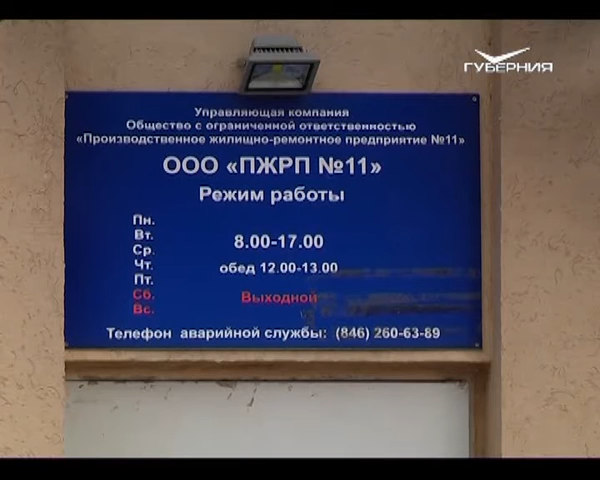 ГУБЕРНИЯ
Управляющая компания
Общество с ограниченной ответственностью
«Производственное жилищно-ремонтное предприятие №11»
ООО «ПЖРП №11»
Режим работы
Пн.
Вт.
Ср. 8.00-17.00
Чт. обед 12.00-13.00
Пт.
Сб. Выходной
Вс.
Телефон аварийной службы: (846) 260-63-89